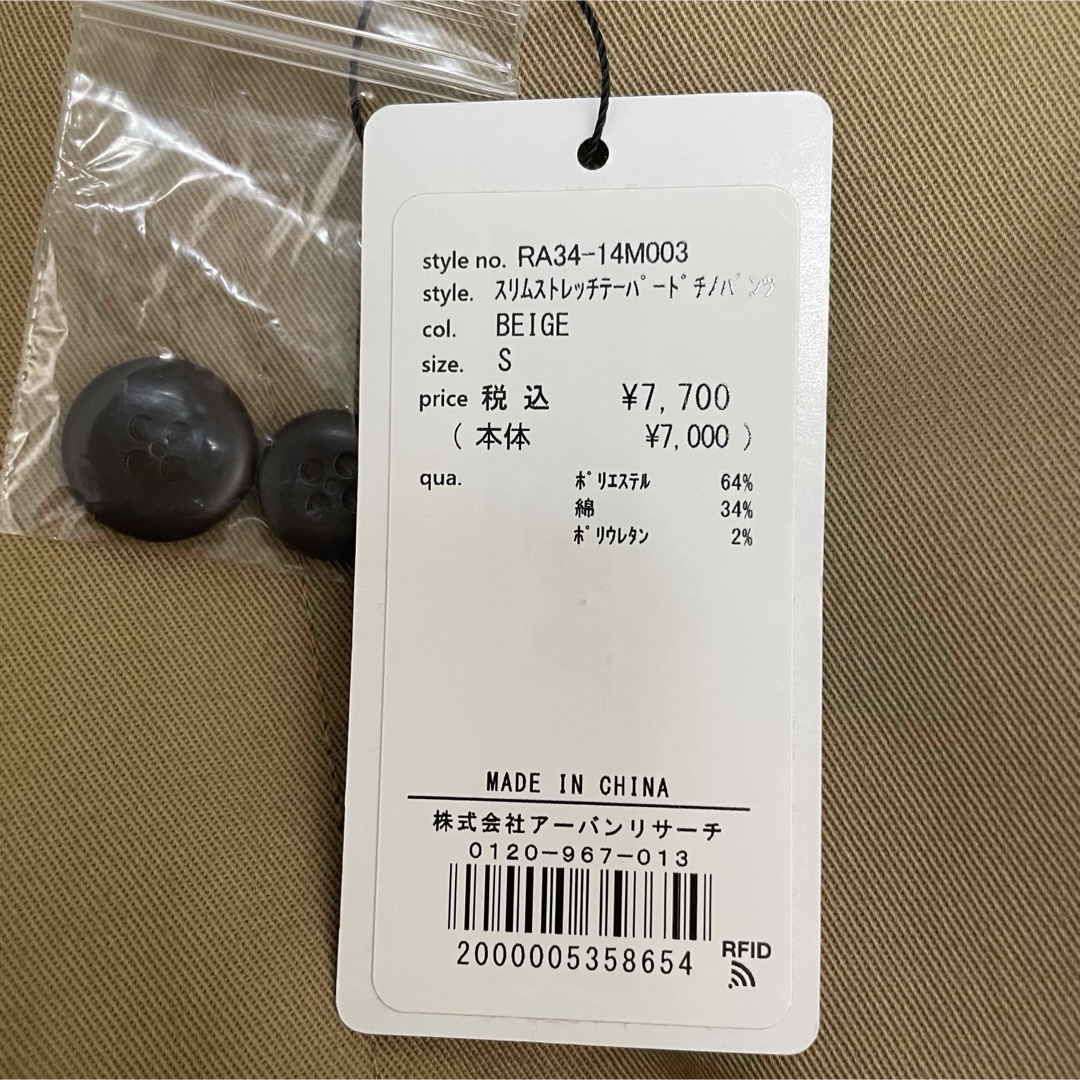 style no. RA34-14M003
style. ｽﾘﾑｽﾄﾚｯﾁﾃｰﾊﾟｰﾄﾞﾁﾉﾊﾟﾝﾂ
col. BEIGE
size. S
price 税込 ¥7,700
(本体 ¥7,000)
qua. ﾎﾟﾘｴｽﾃﾙ 64%
綿 34%
ﾎﾟﾘｳﾚﾀﾝ 2%
MADE IN CHINA
株式会社アーバンリサーチ
0120-967-013
2000005358654
RFID